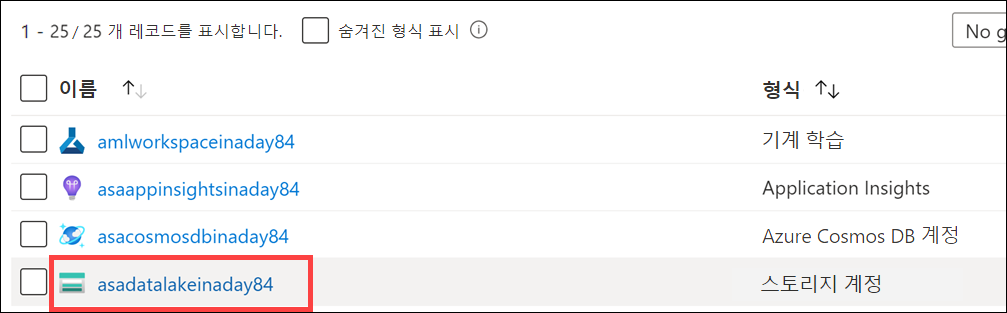 1 - 25 / 25 개 레코드를 표시합니다. 숨겨진 형식 표시 No g
이름 형식
amlworkspaceinaday84 기계 학습
asaappinsightsinaday84 Application Insights
asacosmosdbinaday84 Azure Cosmos DB 계정
asadatalakeinaday84 스토리지 계정